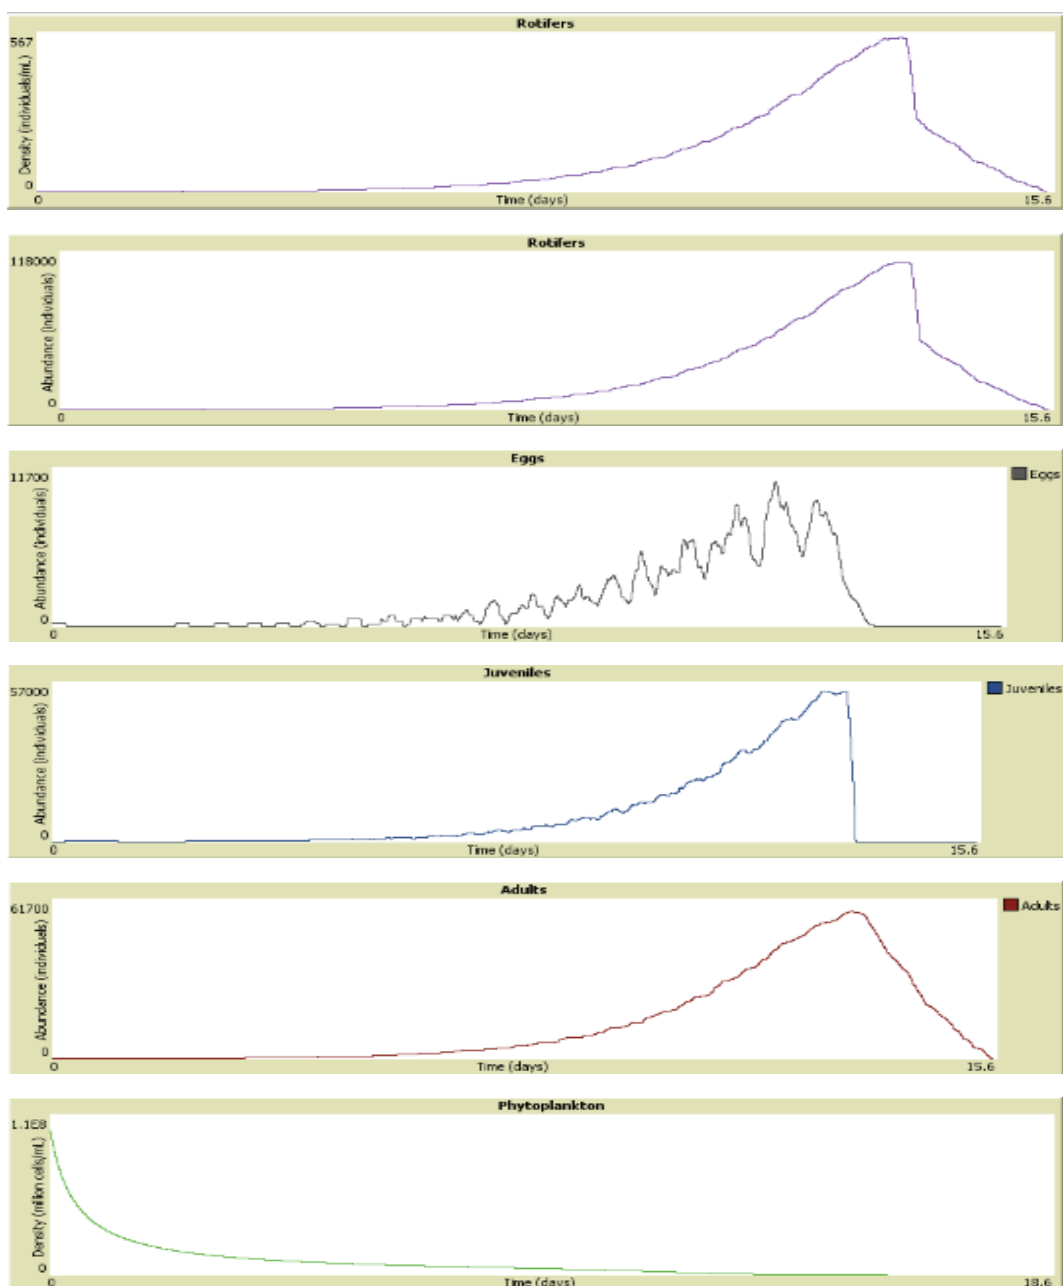 Rotifers
567
Density (individuals/mL)
0
0
Time (days)
15.6
Rotifers
118000
Abundance (individuals)
0
0
Time (days)
15.6
Eggs
11700
Abundance (individuals)
0
0
Time (days)
15.6
Eggs
Juveniles
57000
Abundance (individuals)
0
0
Time (days)
15.6
Juveniles
Adults
61700
Abundance (individuals)
0
0
Time (days)
15.6
Adults
Phytoplankton
1.1E8
Density (million cells/mL)
0
0
Time (days)
18.6